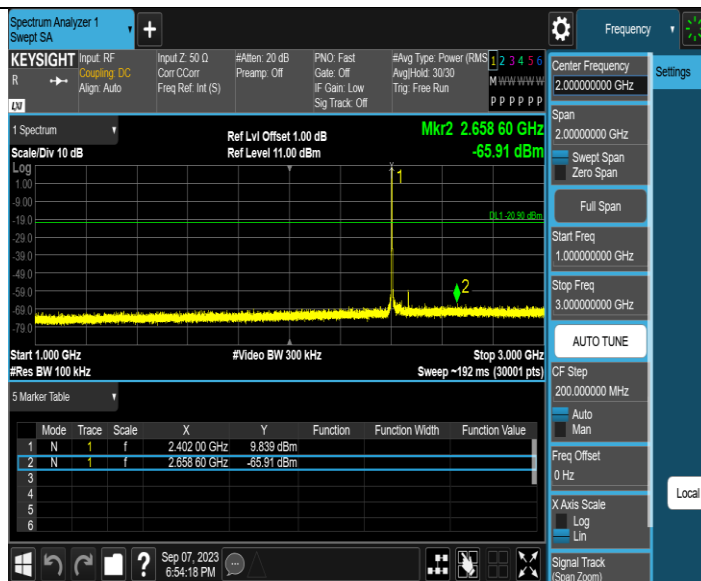 Spectrum Analyzer 1
Swept SA
Frequency
KEYSIGHT
R
LXI
Input: RF
Coupling: DC
Align: Auto
Input Z: 50 Ω
Corr CCorr
Freq Ref: Int (S)
#Atten: 20 dB
Preamp: Off
PNO: Fast
Gate: Off
IF Gain: Low
Sig Track: Off
#Avg Type: Power (RMS
Avg|Hold: 30/30
Trig: Free Run
1 2 3 4 5 6
M W W W W W
P P P P P P
1 Spectrum
Scale/Div 10 dB
Ref Lvl Offset 1.00 dB
Ref Level 11.00 dBm
Mkr2 2.658 60 GHz
-65.91 dBm
Log
1.00
-9.00
-19.0
-29.0
-39.0
-49.0
-59.0
-69.0
-79.0
1
DL1 -20.90 dBm
2
Start 1.000 GHz
#Video BW 300 kHz
Stop 3.000 GHz
#Res BW 100 kHz
Sweep ~192 ms (30001 pts)
5 Marker Table
Mode Trace Scale X Y Function Function Width Function Value
1 N 1 f 2.402 00 GHz 9.839 dBm
2 N 1 f 2.658 60 GHz -65.91 dBm
3
4
5
6
?
Sep 07, 2023
6:54:18 PM
Center Frequency
2.000000000 GHz
Settings
Span
2.00000000 GHz
Swept Span
Zero Span
Full Span
Start Freq
1.000000000 GHz
Stop Freq
3.000000000 GHz
AUTO TUNE
CF Step
200.000000 MHz
Auto
Man
Freq Offset
0 Hz
Local
X Axis Scale
Log
Lin
Signal Track
(Span Zoom)